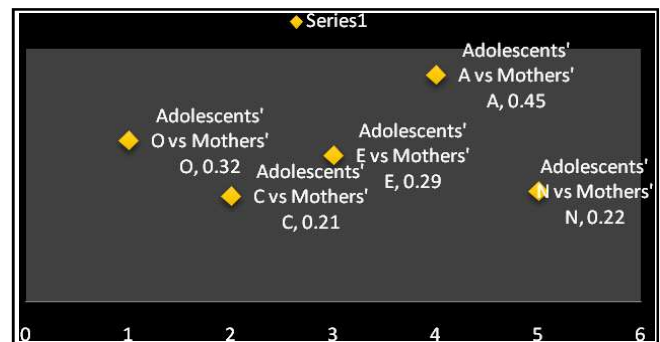 Series1
Adolescents'
A vs Mothers'
A, 0.45
Adolescents'
O vs Mothers'
O, 0.32
Adolescents'
E vs Mothers'
E, 0.29
Adolescents'
C vs Mothers'
C, 0.21
Adolescents'
N vs Mothers'
N, 0.22
0 1 2 3 4 5 6